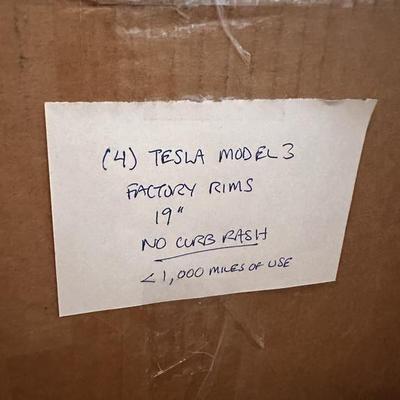 (4) TESLA MODEL 3
FACTORY RIMS
19"
NO CURB RASH
<1,000 MILES OF USE